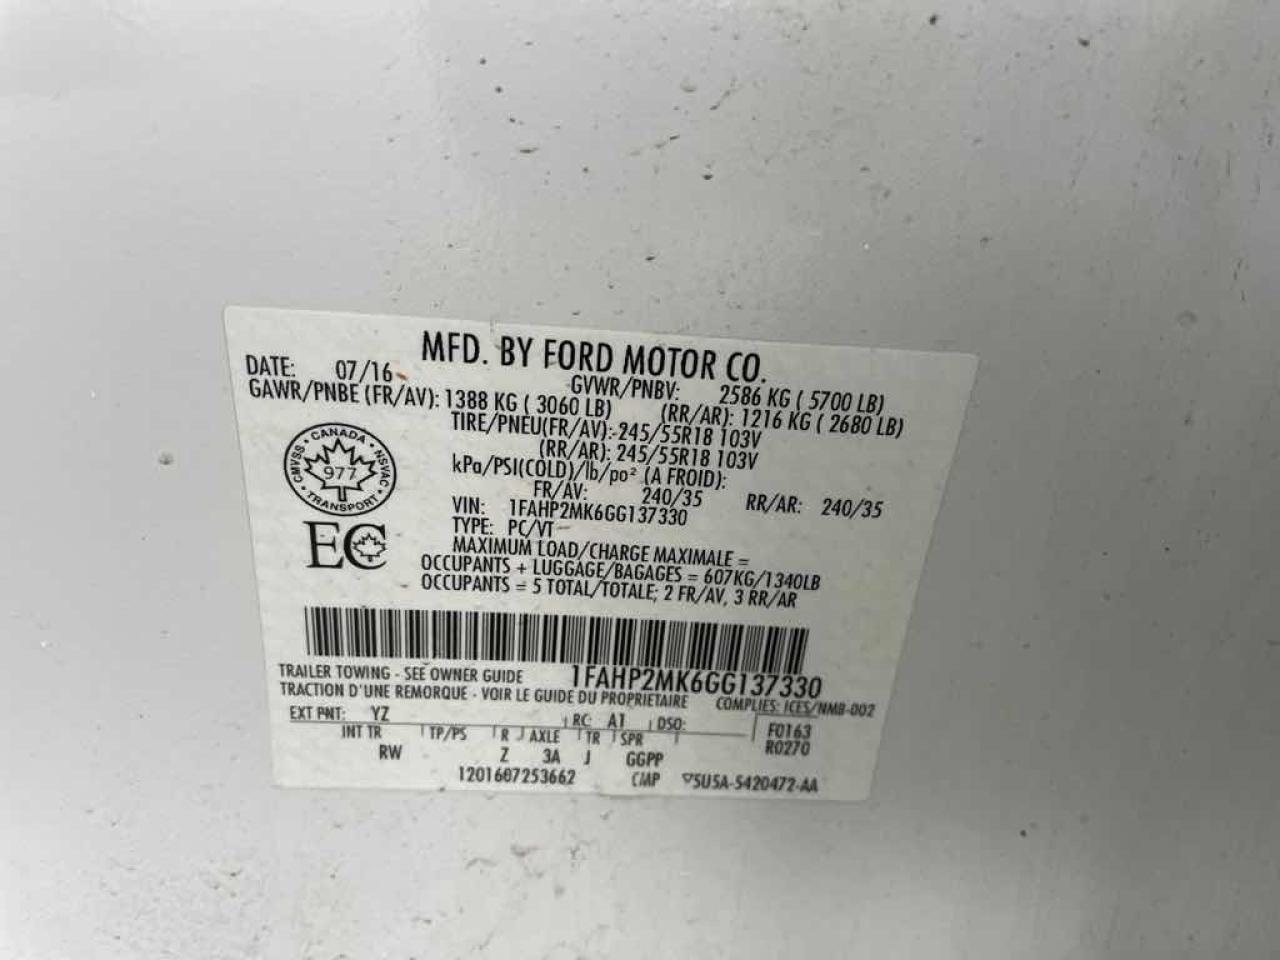 MFD. BY FORD MOTOR CO.
DATE: 07/16 GVWR/PNBV: 2586 KG ( 5700 LB)
GAWR/PNBE (FR/AV): 1388 KG ( 3060 LB) (RR/AR): 1216 KG ( 2680 LB)
TIRE/PNEU(FR/AV): 245/55R18 103V
(RR/AR): 245/55R18 103V
kPa/PSI(COLD)/lb/po² (A FROID):
FR/AV: 240/35 RR/AR: 240/35
VIN: 1FAHP2MK6GG137330
TYPE: PC/VT
MAXIMUM LOAD/CHARGE MAXIMALE =
OCCUPANTS + LUGGAGE/BAGAGES = 607KG/1340LB
OCCUPANTS = 5 TOTAL/TOTALE; 2 FR/AV, 3 RR/AR
CANADA
CMVSS NSVAC
977
TRANSPORT
EC
1FAHP2MK6GG137330
TRAILER TOWING - SEE OWNER GUIDE
TRACTION D'UNE REMORQUE - VOIR LE GUIDE DU PROPRIETAIRE
COMPLIES: ICES/NMB-002
EXT PNT: YZ RC: A1 DSO: F0163
INT TR TP/PS R AXLE TR SPR R0270
RW Z 3A J GGPP
1201607253662 CMP 5U5A-5420472-AA